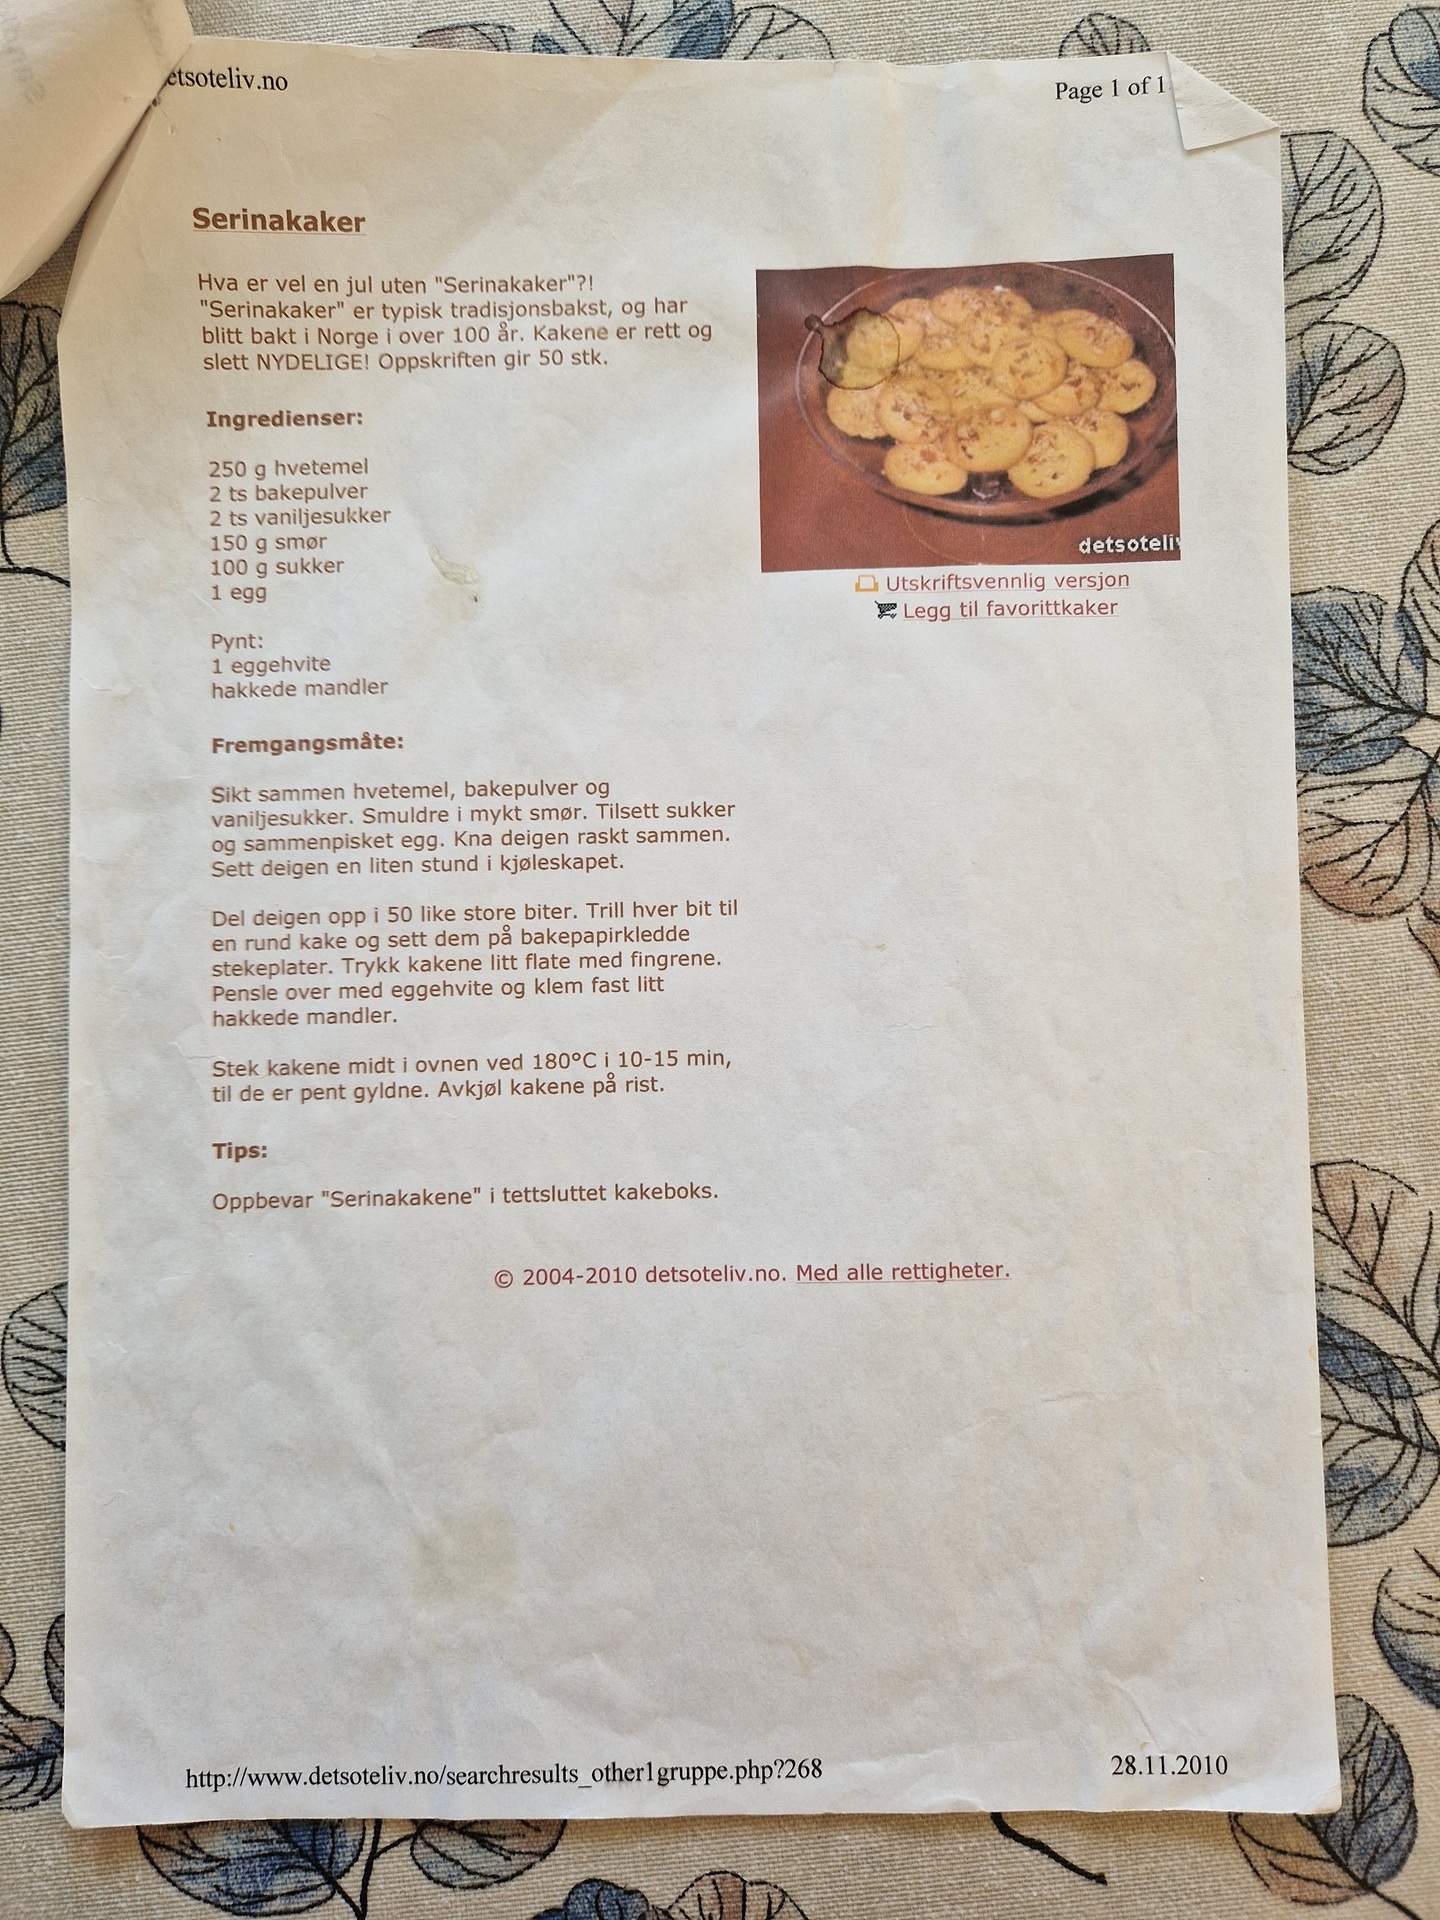 etsoteliv.no
Page 1 of 1
Serinakaker
Hva er vel en jul uten "Serinakaker"?!
"Serinakaker" er typisk tradisjonsbakst, og har
blitt bakt i Norge i over 100 år. Kakene er rett og
slett NYDELIGE! Oppskriften gir 50 stk.
Ingredienser:
250 g hvetemel
2 ts bakepulver
2 ts vaniljesukker
150 g smør
100 g sukker
1 egg
Pynt:
1 eggehvite
hakkede mandler
detsoteli
Utskriftsvennlig versjon
Legg til favorittkaker
Fremgangsmåte:
Sikt sammen hvetemel, bakepulver og
vaniljesukker. Smuldre i mykt smør. Tilsett sukker
og sammenpisket egg. Kna deigen raskt sammen.
Sett deigen en liten stund i kjøleskapet.
Del deigen opp i 50 like store biter. Trill hver bit til
en rund kake og sett dem på bakepapirkledde
stekeplater. Trykk kakene litt flate med fingrene.
Pensle over med eggehvite og klem fast litt
hakkede mandler.
Stek kakene midt i ovnen ved 180°C i 10-15 min,
til de er pent gyldne. Avkjøl kakene på rist.
Tips:
Oppbevar "Serinakakene" i tettsluttet kakeboks.
© 2004-2010 detsoteliv.no. Med alle rettigheter.
http://www.detsoteliv.no/searchresults_other1gruppe.php?268
28.11.2010